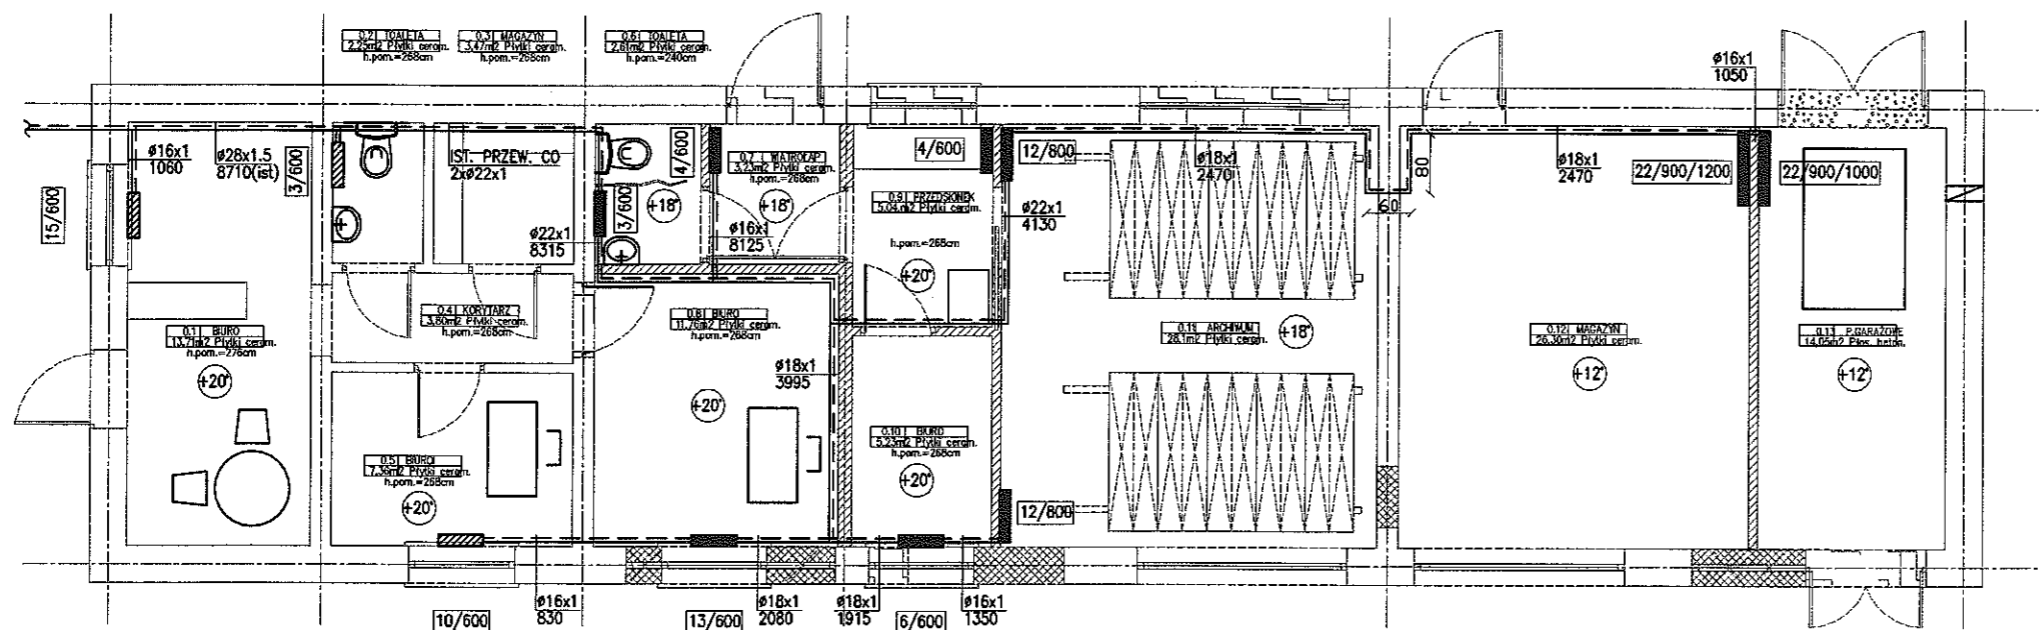 0.2 TOALETA
2,25m2 Płytki ceram.
h.pom.=268cm
0.3 MAGAZYN
3,47m2 Płytki ceram.
h.pom.=268cm
0.6 TOALETA
2,61m2 Płytki ceram.
h.pom.=240cm
ø16x1
1050
ø16x1
1060
ø28x1.5
8710(ist)
3/600
IST. PRZEW. CO
2xø22x1
4/600
0.7 WIATROŁAP
3,23m2 Płytki ceram.
h.pom.=268cm
4/600
12/800
ø18x1
2470
80
ø18x1
2470
22/900/1200
22/900/1000
15/600
3/600
+18°
+18°
0.9 PRZEDSIONEK
5.04m2 Płytki ceram.
h.pom.=268cm
60
N
ø22x1
8315
ø16x1
8125
ø22x1
4130
+20°
0.4 KORYTARZ
3,80m2 Płytki ceram.
h.pom.=268cm
0.8 BIURO
11,76m2 Płytki ceram.
h.pom.=268cm
0.1 BIURO
13,71m2 Płytki ceram.
h.pom.=276cm
0.11 ARCHIWUM
28.1m2 Płytki ceram.
+18°
0.12 MAGAZYN
26.30m2 Płytki ceram.
0.13 P.GARAŻOWE
14,05m2 Płos. beton.
+20°
ø18x1
3995
+12°
+12°
+20°
0.5 BIURO
7,36m2 Płytki ceram.
h.pom.=268cm
0.10 BIURO
5.23m2 Płytki ceram.
h.pom.=268cm
+20°
+20°
12/800
10/600
ø16x1
830
13/600
ø18x1
2080
ø18x1
1915
6/600
ø16x1
1350